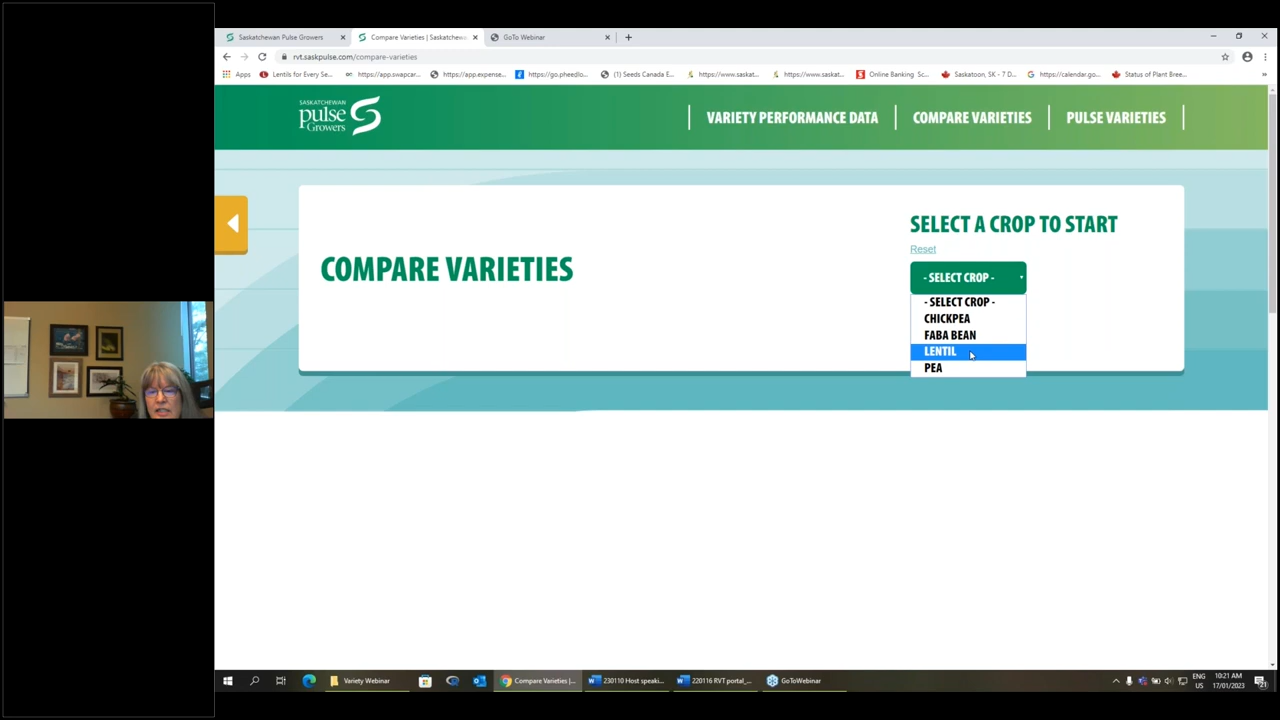 Saskatchewan Pulse Growers
Compare Varieties | Saskatchew
GoTo Webinar
rvt.saskpulse.com/compare-varieties
Apps
Lentils for Every Se...
https://app.swapcar...
https://app.expense...
https://go.pheedlo...
(1) Seeds Canada E...
https://www.saskat...
https://www.saskat...
Online Banking Sc...
Saskatoon, SK - 7 D...
https://calendar.go...
Status of Plant Bree...
SASKATCHEWAN
pulse
Growers
VARIETY PERFORMANCE DATA
COMPARE VARIETIES
PULSE VARIETIES
COMPARE VARIETIES
SELECT A CROP TO START
Reset
- SELECT CROP -
- SELECT CROP -
CHICKPEA
FABA BEAN
LENTIL
PEA
Variety Webinar
Compare Varieties |...
230110 Host speaki...
220116 RVT portal_...
GoToWebinar
ENG
US
10:21 AM
17/01/2023
21